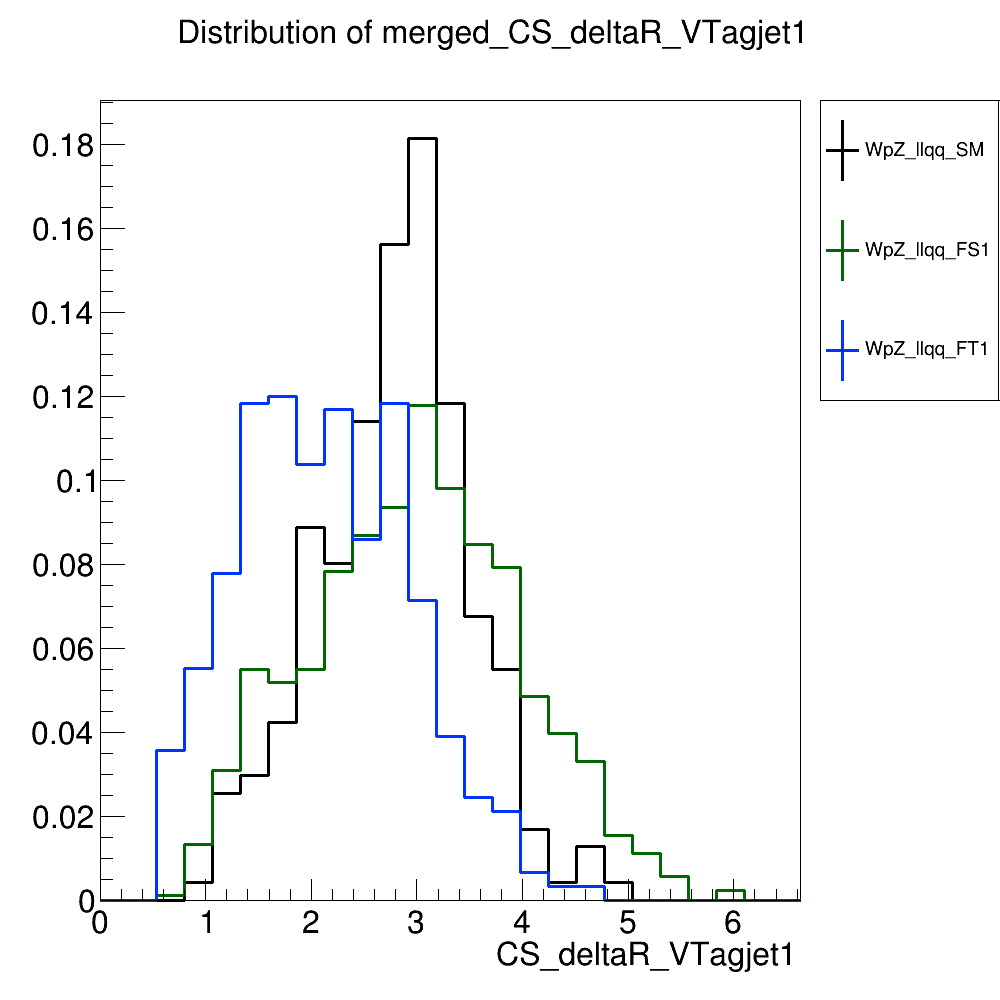 Distribution of merged_CS_deltaR_VTagjet1
WpZ_llqq_SM
WpZ_llqq_FS1
WpZ_llqq_FT1
0.18
0.16
0.14
0.12
0.1
0.08
0.06
0.04
0.02
0
0 1 2 3 4 5 6
CS_deltaR_VTagjet1